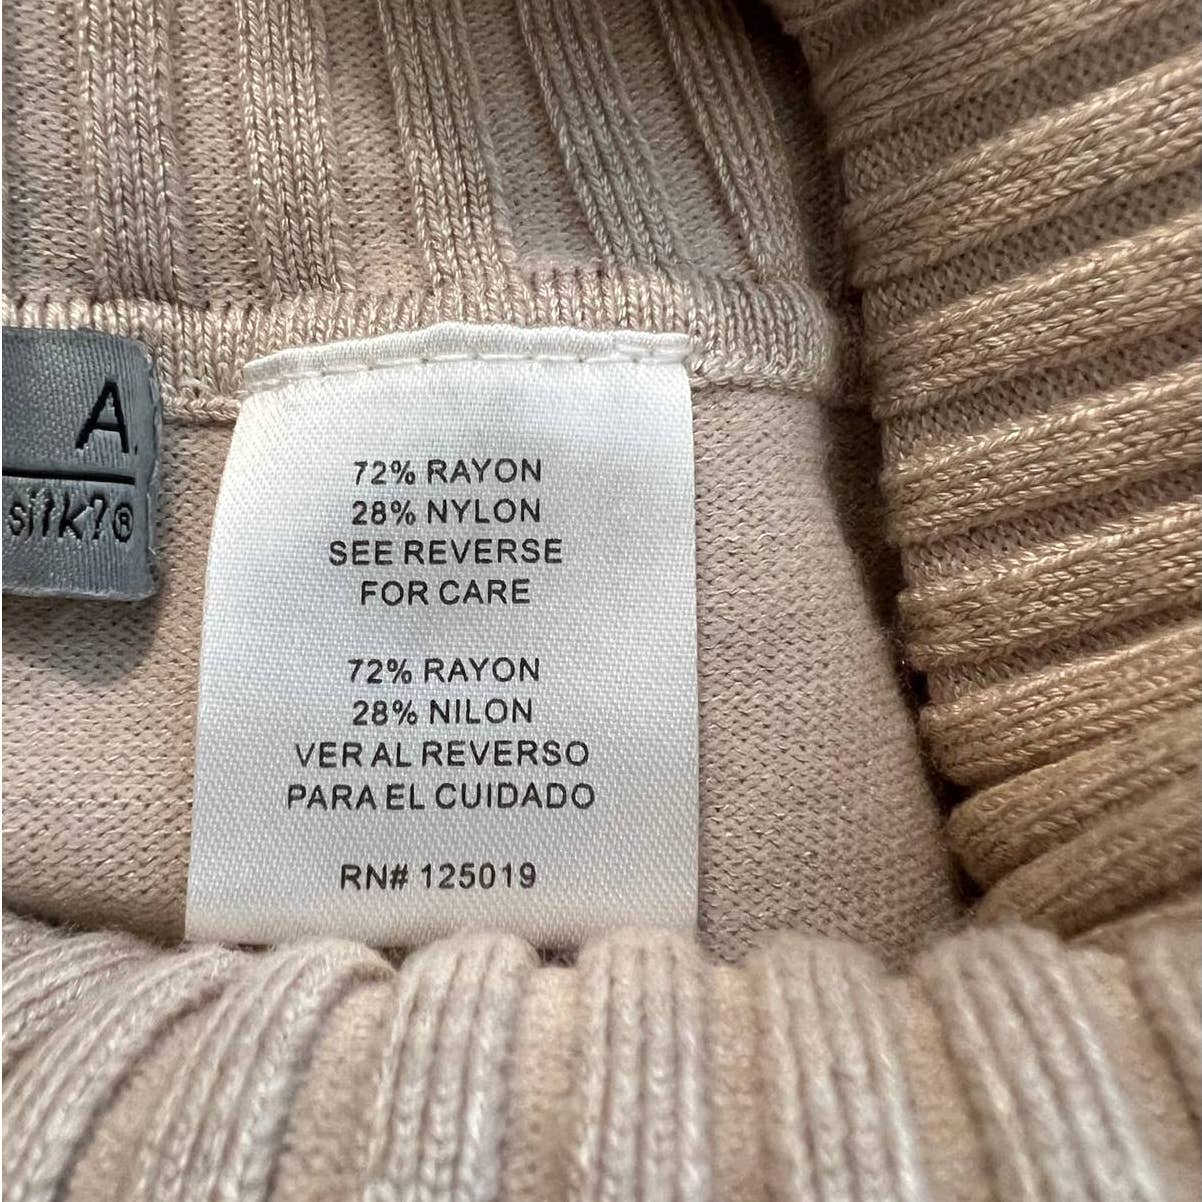 A.
silk?®
72% RAYON
28% NYLON
SEE REVERSE
FOR CARE
72% RAYON
28% NILON
VER AL REVERSO
PARA EL CUIDADO
RN# 125019